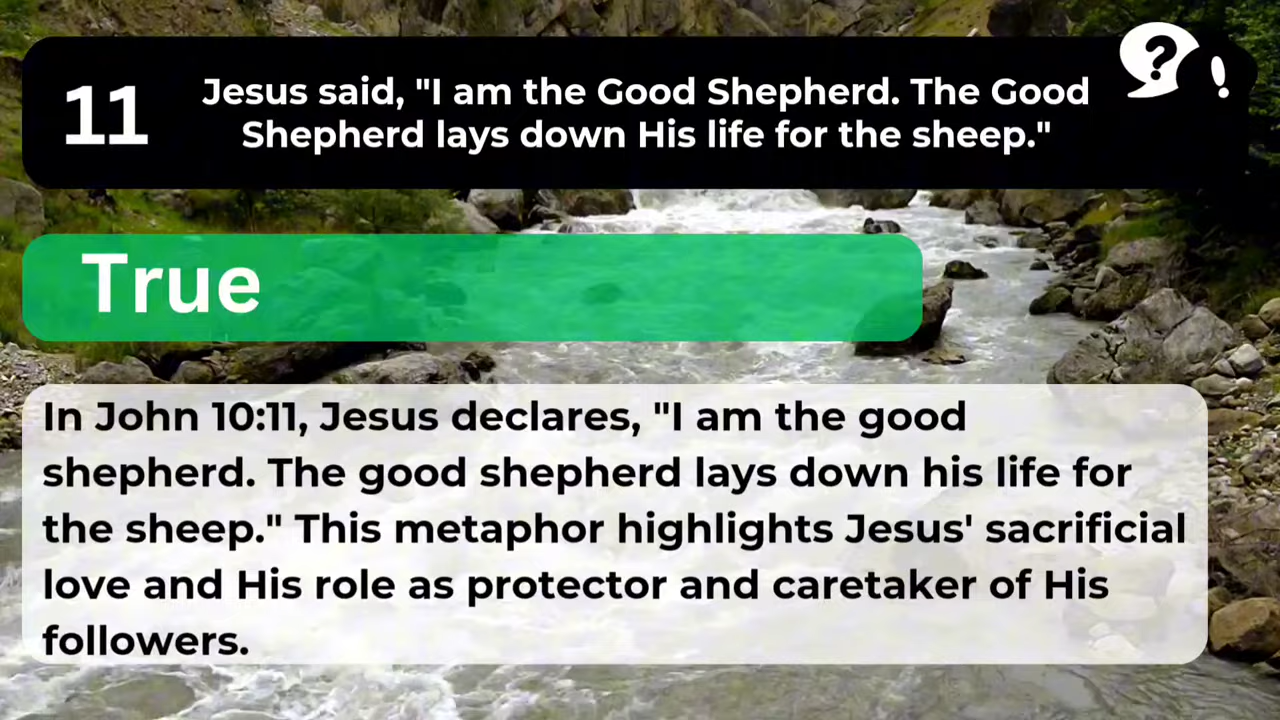 11
Jesus said, "I am the Good Shepherd. The Good
Shepherd lays down His life for the sheep."
?
!
True
In John 10:11, Jesus declares, "I am the good
shepherd. The good shepherd lays down his life for
the sheep." This metaphor highlights Jesus' sacrificial
love and His role as protector and caretaker of His
followers.